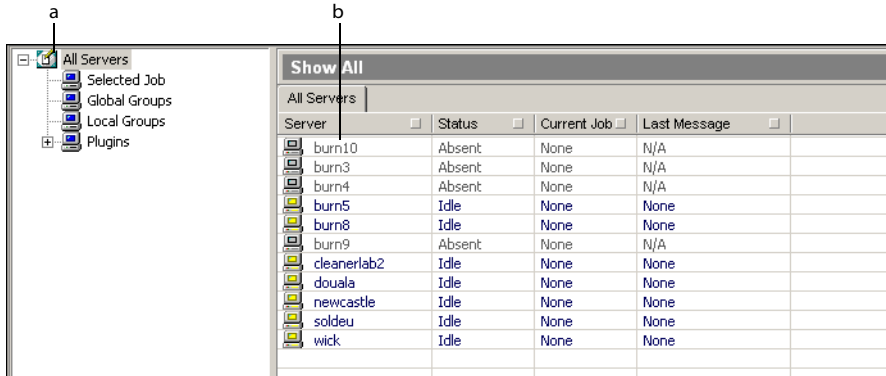 a b
All Servers
Selected Job
Global Groups
Local Groups
Plugins
Show All
All Servers
Server Status Current Job Last Message
burn10 Absent None N/A
burn3 Absent None N/A
burn4 Absent None N/A
burn5 Idle None None
burn8 Idle None None
burn9 Absent None N/A
cleanerlab2 Idle None None
douala Idle None None
newcastle Idle None None
soldeu Idle None None
wick Idle None None